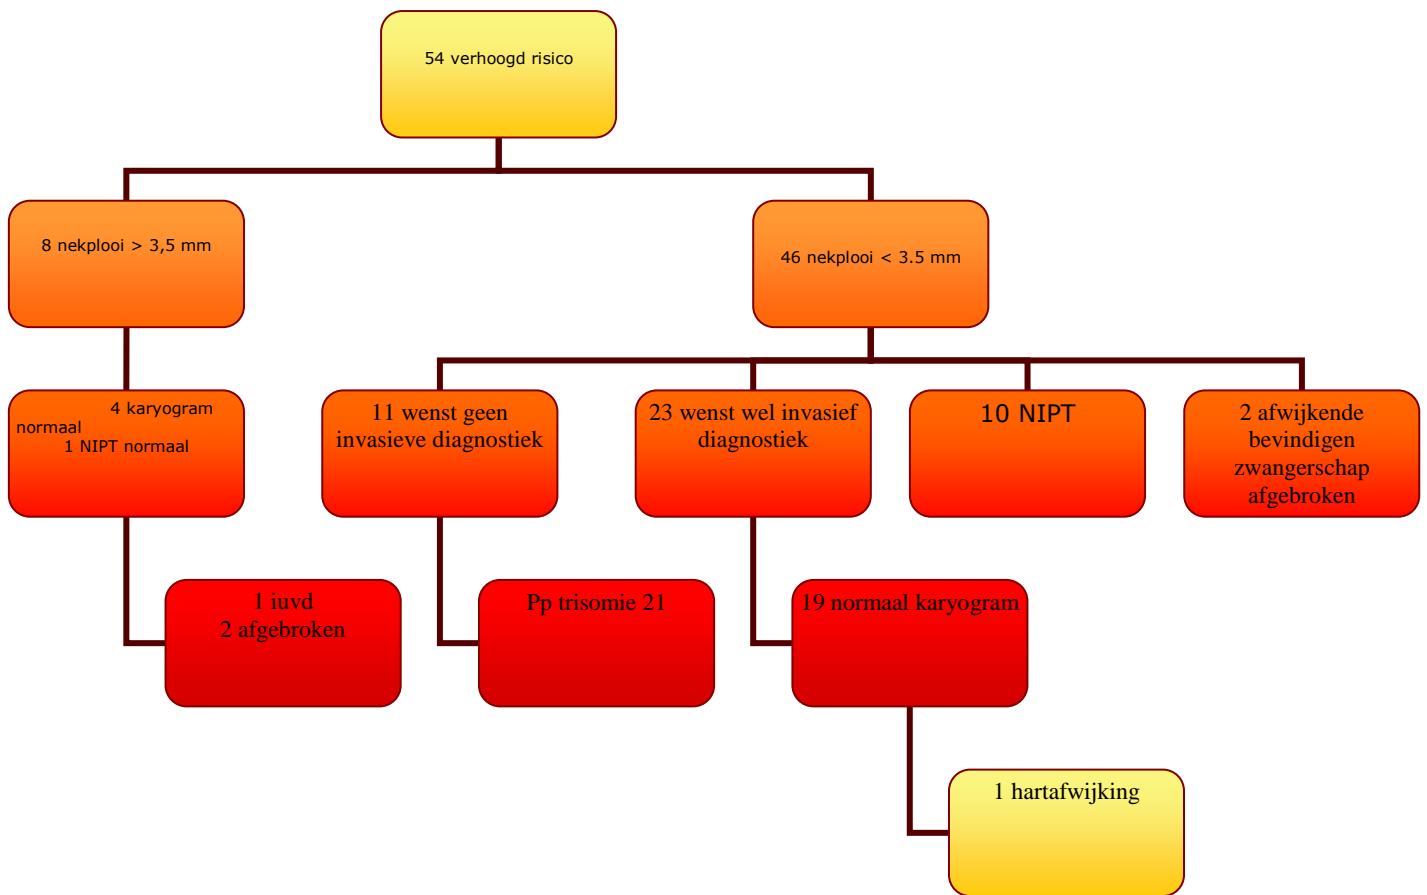 54 verhoogd risico
8 nekplooi > 3,5 mm
46 nekplooi < 3.5 mm
4 karyogram
normaal
1 NIPT normaal
11 wenst geen
invasieve diagnostiek
23 wenst wel invasief
diagnostiek
10 NIPT
2 afwijkende
bevindigen
zwangerschap
afgebroken
1 iuvd
2 afgebroken
Pp trisomie 21
19 normaal karyogram
1 hartafwijking